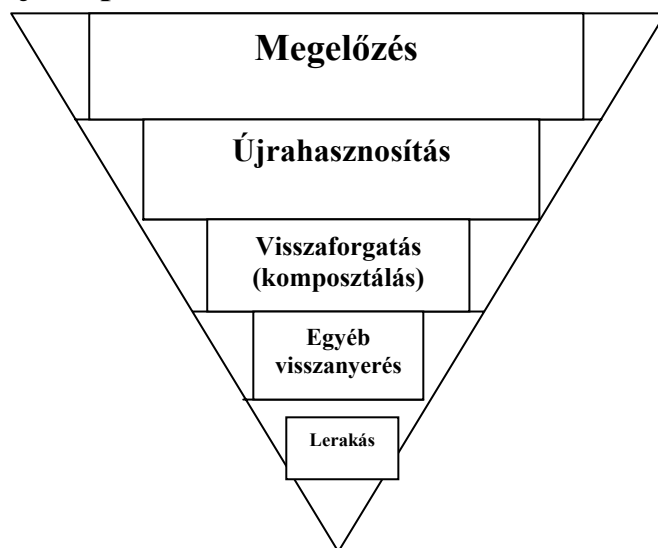 Megelőzés
Újrahasznosítás
Visszaforgatás
(komposztálás)
Egyéb
visszanyerés
Lerakás